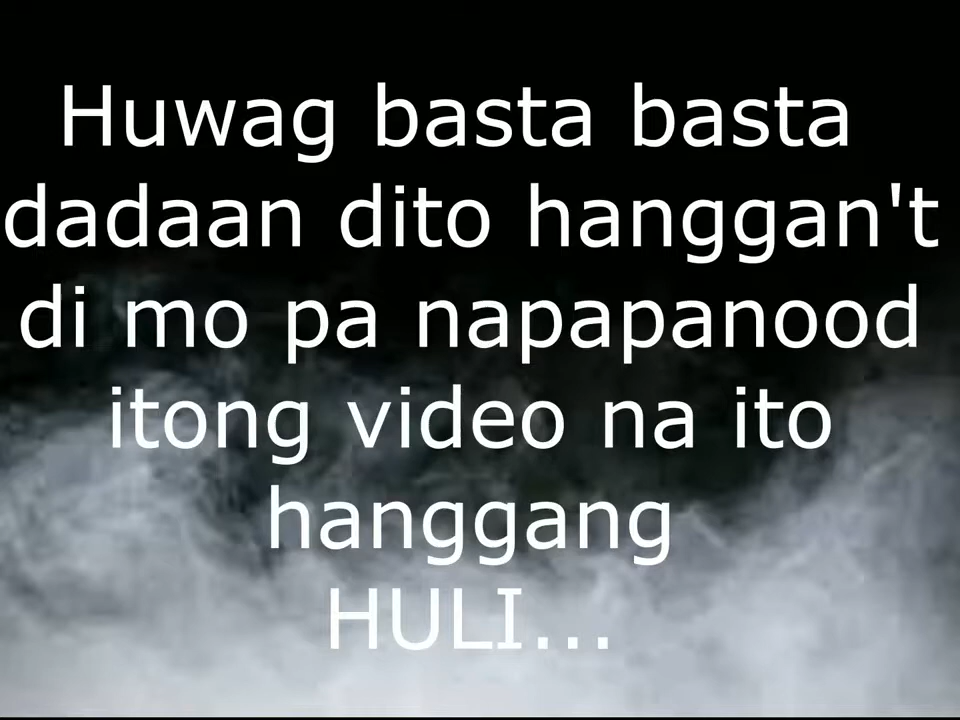 Huwag basta basta
dadaan dito hanggan't
di mo pa napapanood
itong video na ito
hanggang
HULI...